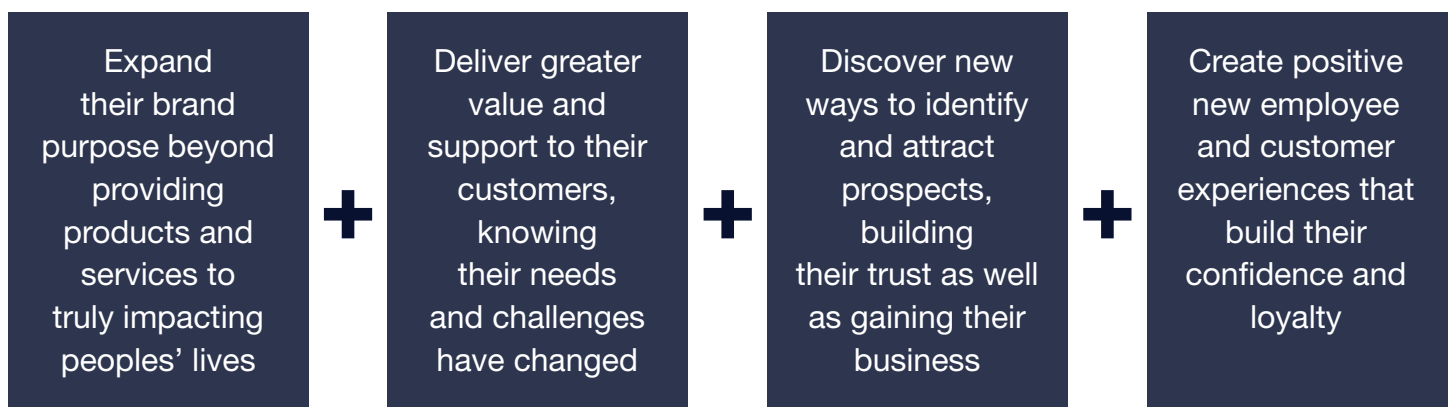 Expand
their brand
purpose beyond
providing
products and
services to
truly impacting
peoples’ lives
+
Deliver greater
value and
support to their
customers,
knowing
their needs
and challenges
have changed
+
Discover new
ways to identify
and attract
prospects,
building
their trust as well
as gaining their
business
+
Create positive
new employee
and customer
experiences that
build their
confidence and
loyalty